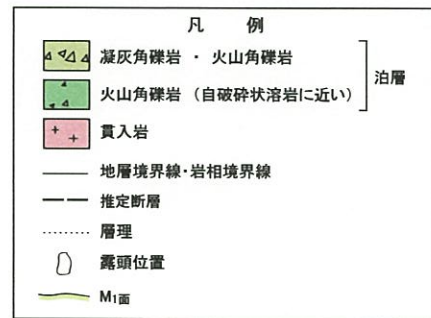 凡 例
凝灰角礫岩 ・ 火山角礫岩
火山角礫岩 （自破砕状溶岩に近い）
泊層
貫入岩
地層境界線・岩相境界線
推定断層
層理
露頭位置
M1面